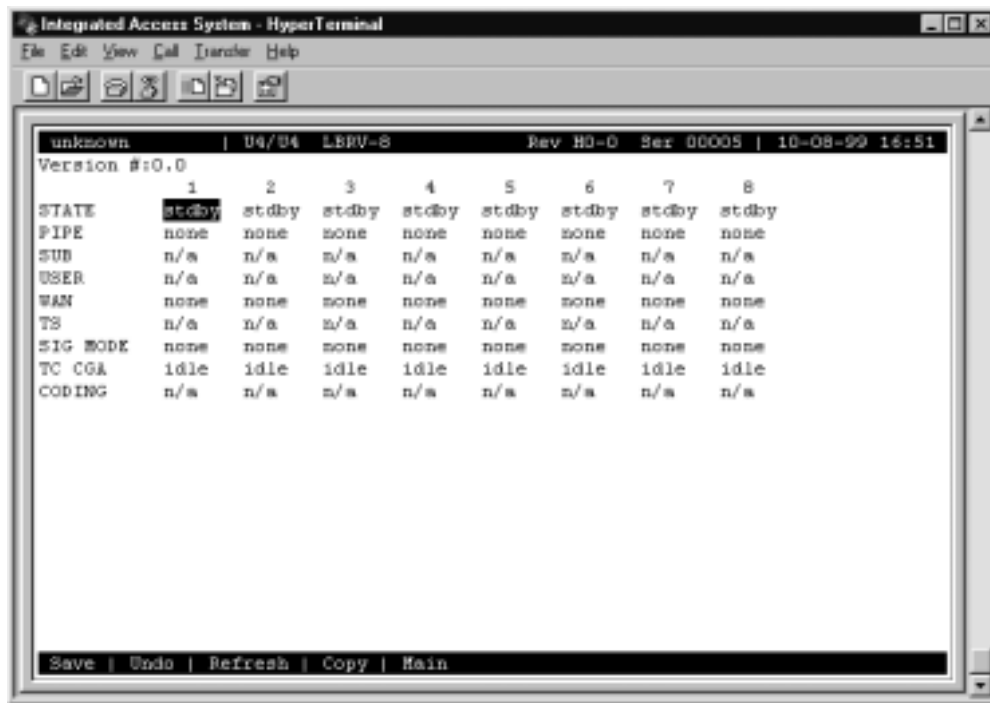 Integrated Access System - HyperTerminal
File Edit View Call Transfer Help
unknown | U4/U4 LBRV-8 Rev H0-0 Ser 00005 | 10-08-99 16:51
Version #:0.0
1 2 3 4 5 6 7 8
STATE stdby stdby stdby stdby stdby stdby stdby stdby
PIPE none none none none none none none none
SUB n/a n/a n/a n/a n/a n/a n/a n/a
USER n/a n/a n/a n/a n/a n/a n/a n/a
WAN none none none none none none none none
TS n/a n/a n/a n/a n/a n/a n/a n/a
SIG MODE none none none none none none none none
TC CGA idle idle idle idle idle idle idle idle
CODING n/a n/a n/a n/a n/a n/a n/a n/a
Save | Undo | Refresh | Copy | Main